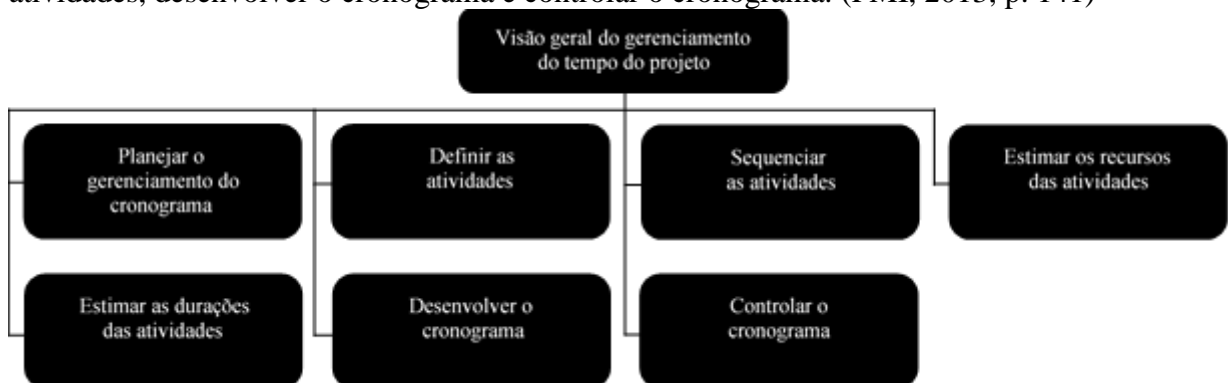 atividades, desenvolver o cronograma e controlar o cronograma. (PMI, 2013, p. 141)
Visão geral do gerenciamento
do tempo do projeto
Planejar o
gerenciamento do
cronograma
Definir as
atividades
Sequenciar
as atividades
Estimar os recursos
das atividades
Estimar as durações
das atividades
Desenvolver o
cronograma
Controlar o
cronograma